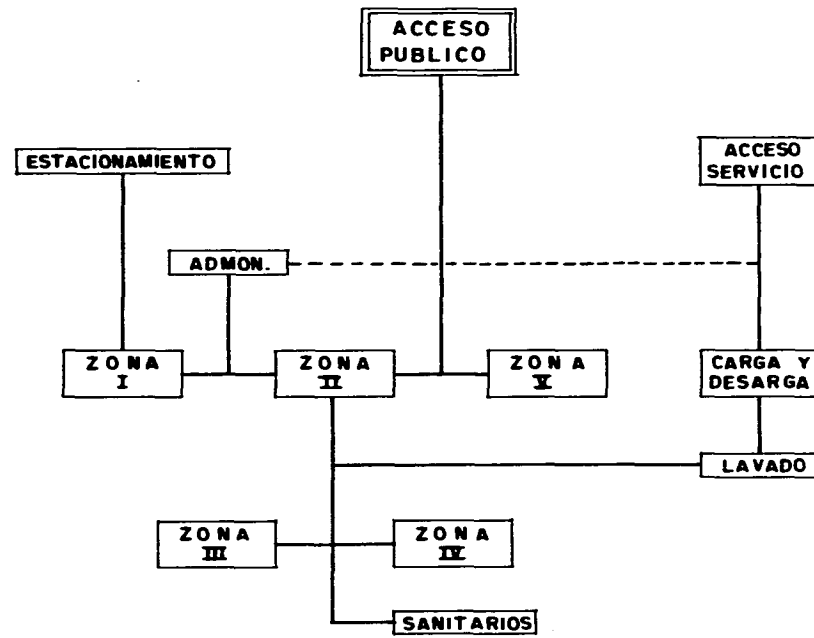 ACCESO
PUBLICO
ESTACIONAMIENTO
ACCESO
SERVICIO
ADMON.
ZONA
I
ZONA
II
ZONA
V
CARGA Y
DESARGA
LAVADO
ZONA
III
ZONA
IV
SANITARIOS